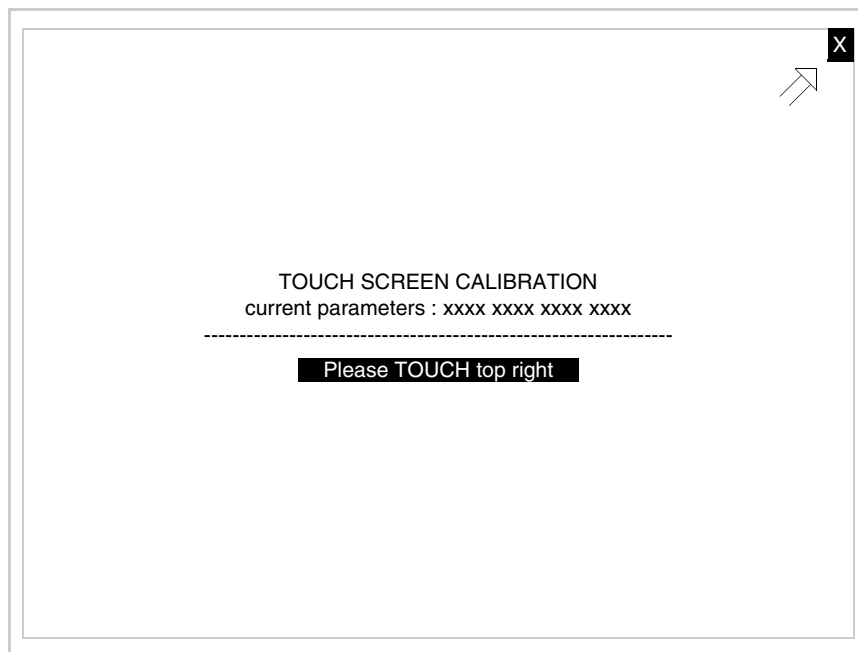 X
TOUCH SCREEN CALIBRATION
current parameters : xxxx xxxx xxxx xxxx
------------------------------------------------------------------
Please TOUCH top right